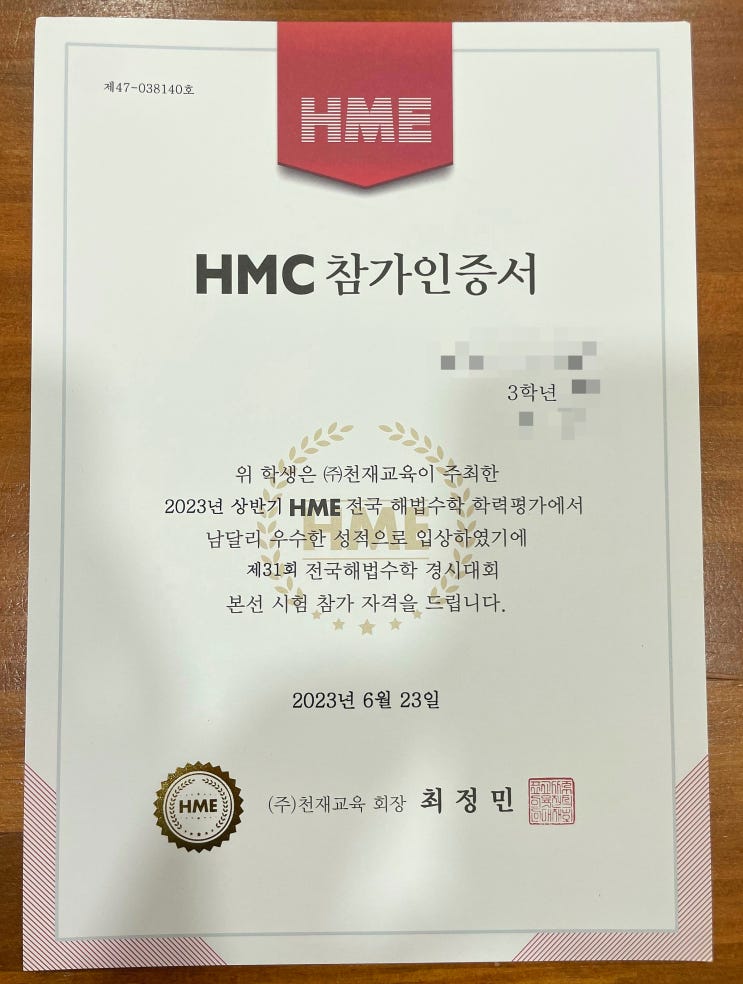 제47-038140호
HME
HMC 참가인증서
3학년
위 학생은 ㈜천재교육이 주최한
2023년 상반기 HME 전국 해법수학 학력평가에서
남달리 우수한 성적으로 입상하였기에
제31회 전국해법수학 경시대회
본선 시험 참가 자격을 드립니다.
HME
2023년 6월 23일
HME
(주)천재교육 회장 최정민